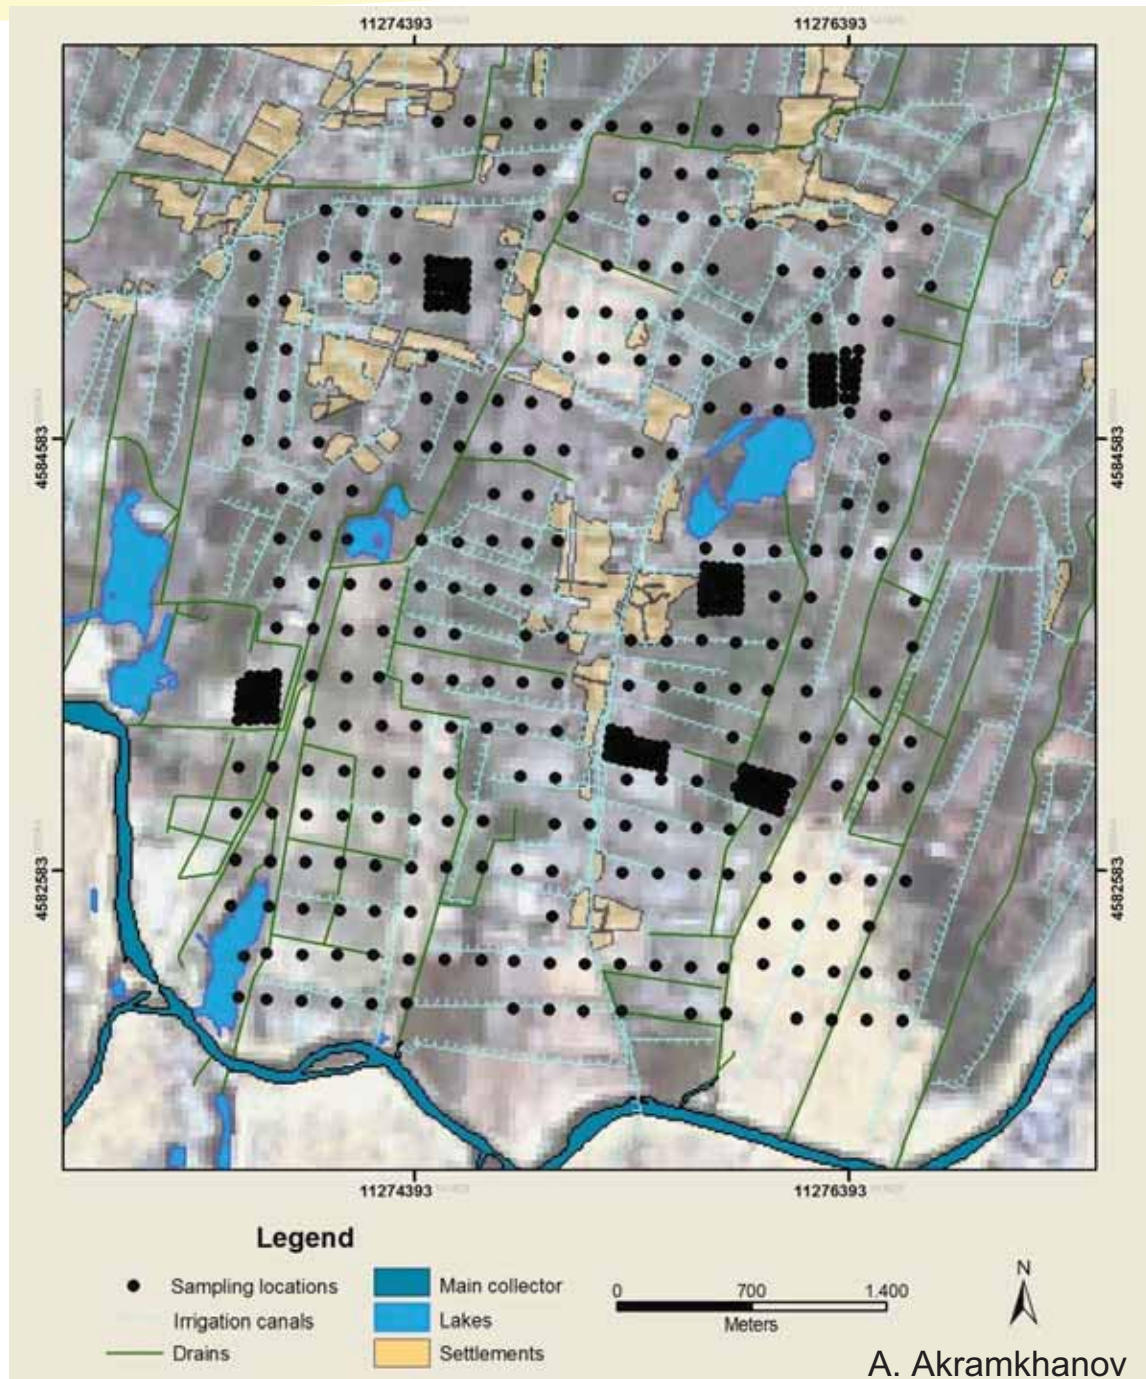 11274393 11276393
4584583 4584583
4582583 4582583
11274393 11276393
Legend
Sampling locations
Irrigation canals
Drains
Main collector
Lakes
Settlements
0 700 1.400
Meters
N
A. Akramkhanov